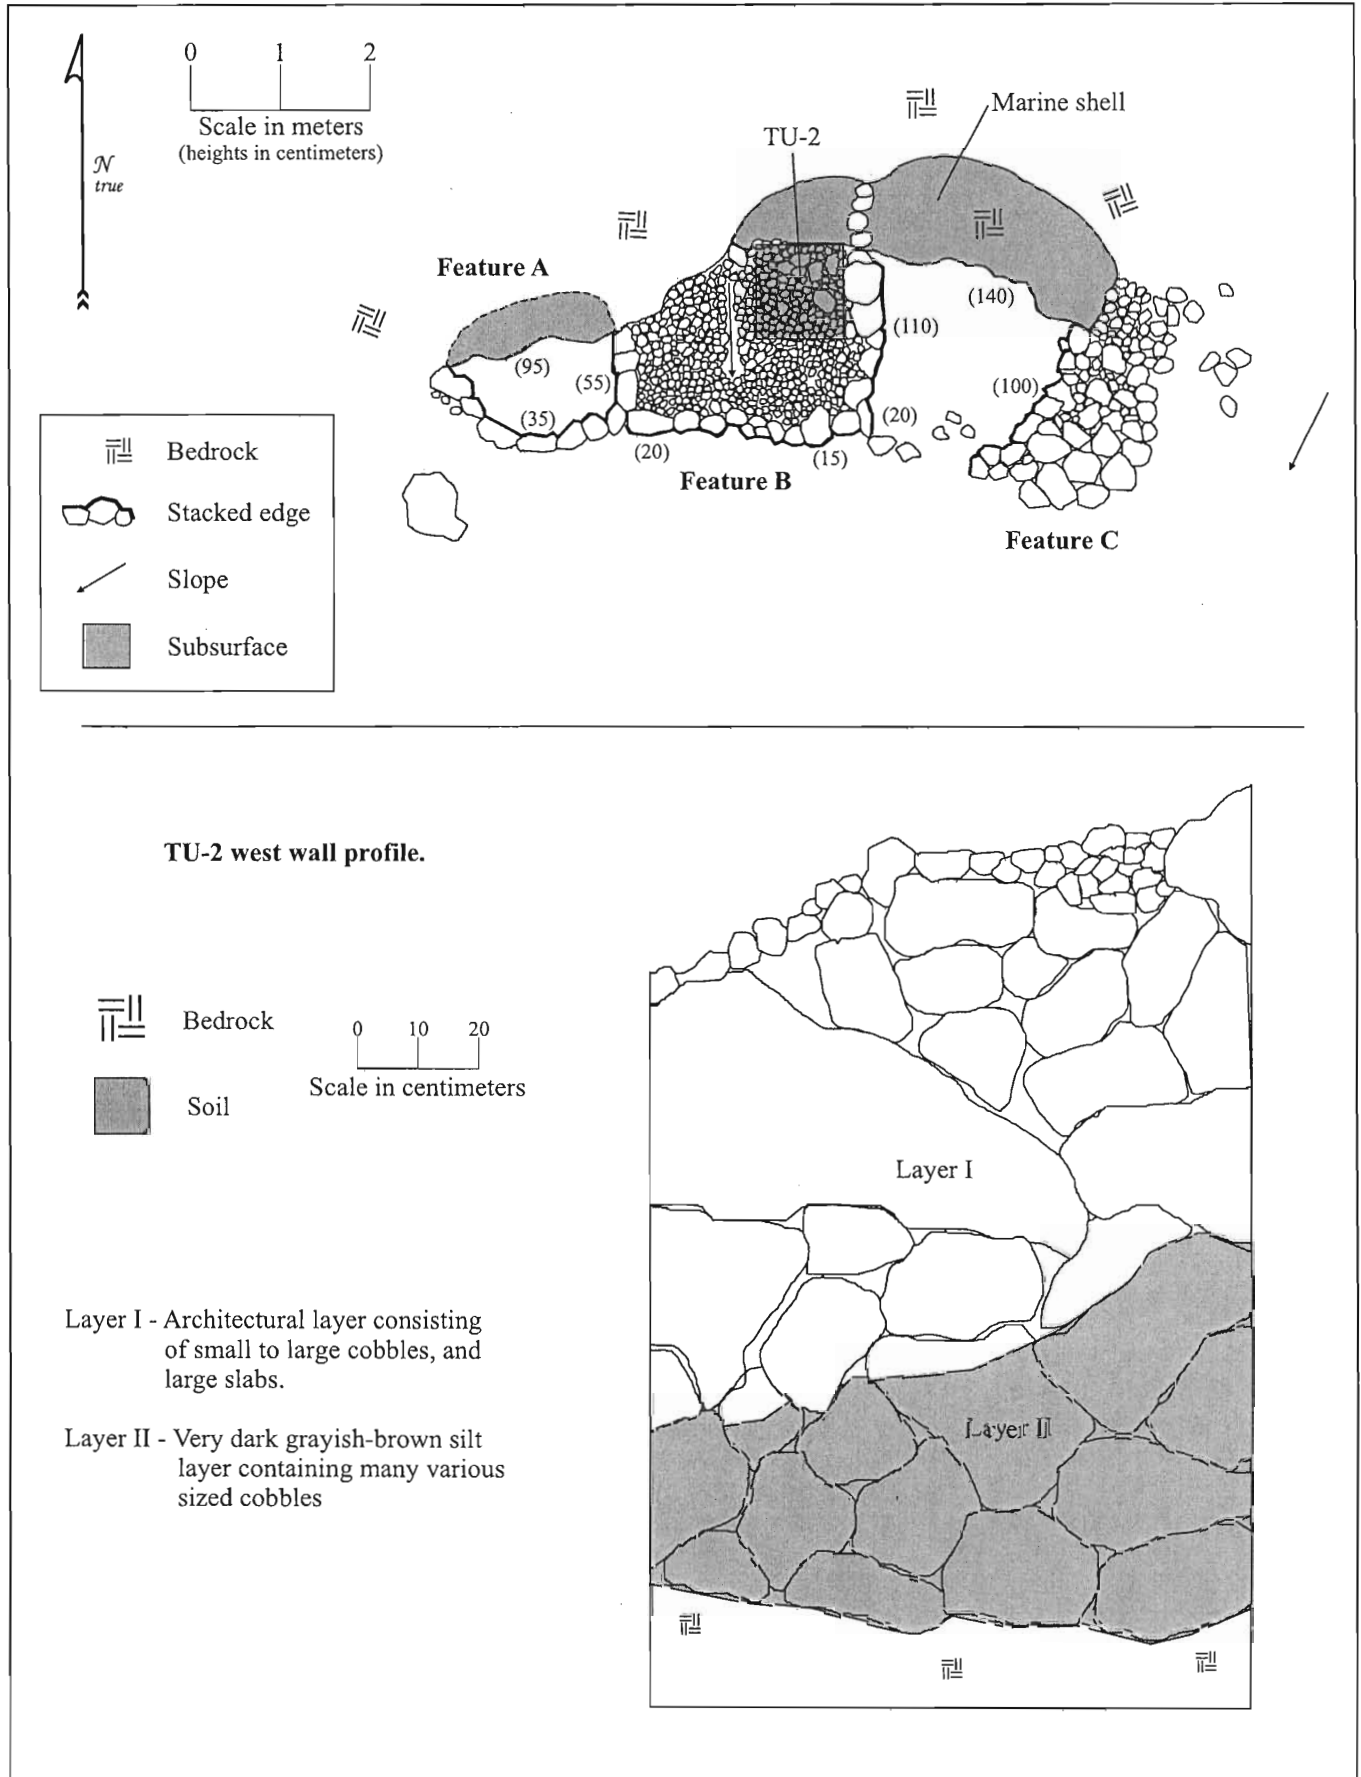 0 1 2
Scale in meters
(heights in centimeters)
N
true
Marine shell
TU-2
Feature A
(140)
(110)
(95)
(55)
(100)
(35)
(20)
(20)
(15)
Feature B
Feature C
Bedrock
Stacked edge
Slope
Subsurface
TU-2 west wall profile.
Bedrock
0 10 20
Scale in centimeters
Soil
Layer I
Layer I - Architectural layer consisting
of small to large cobbles, and
large slabs.
Layer II
Layer II - Very dark grayish-brown silt
layer containing many various
sized cobbles